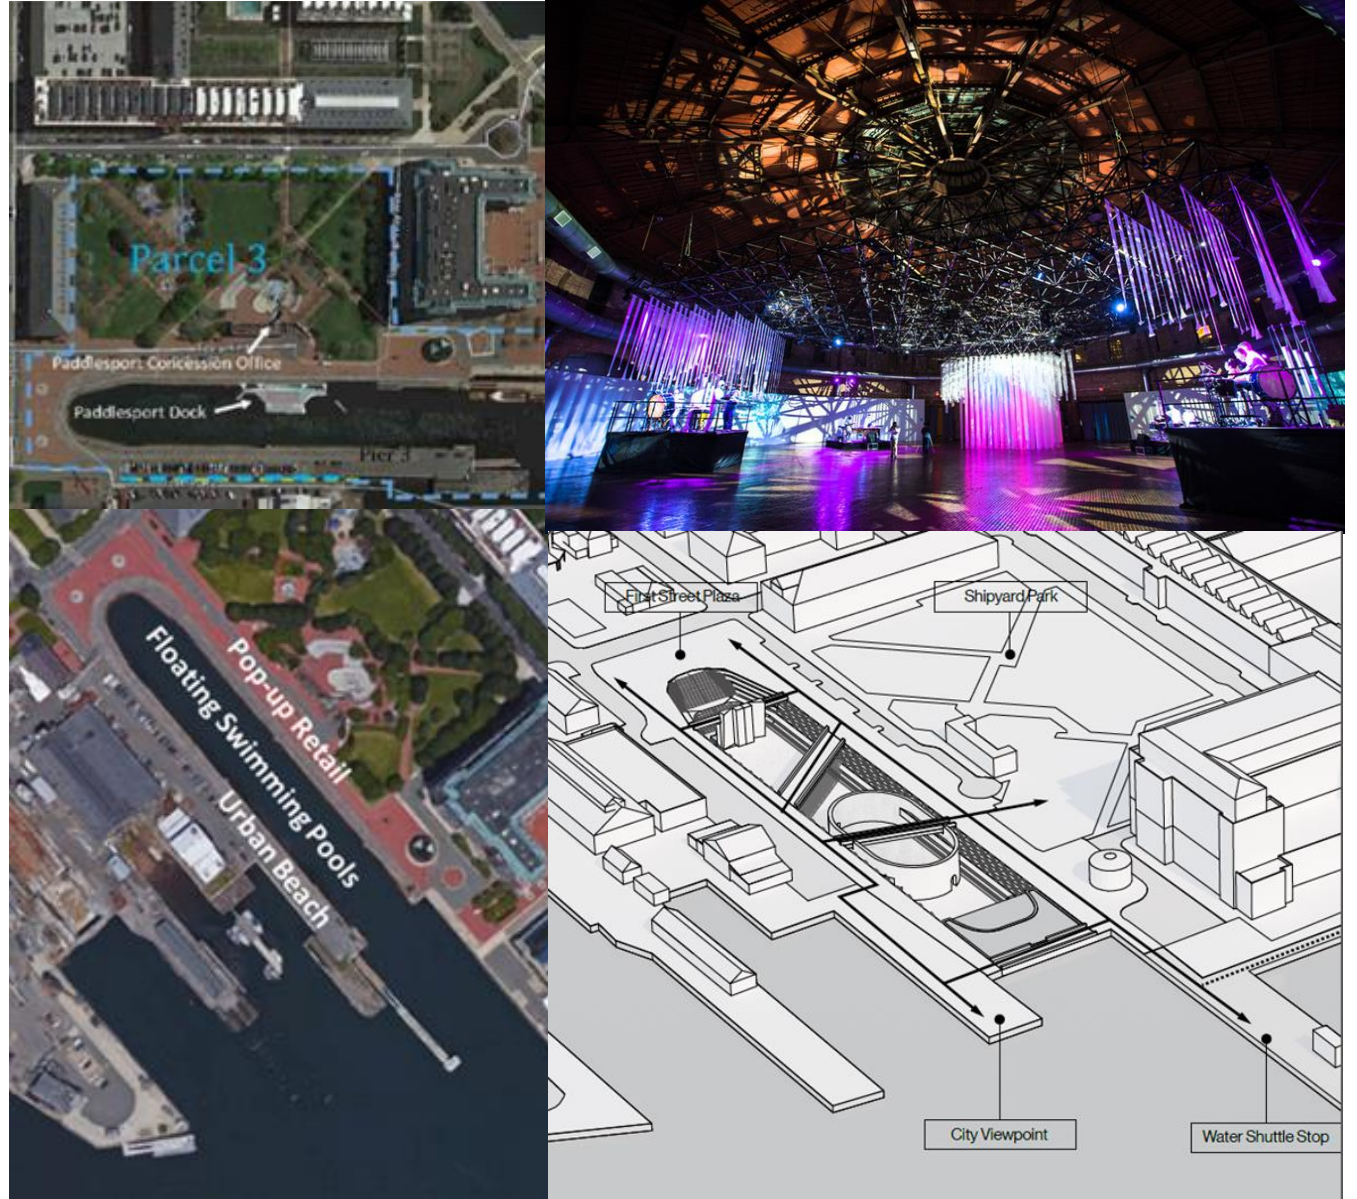 Parcel 3
Paddlesport Concession Office
Paddlesport Dock
Pier 3
Pop-up Retail
Floating Swimming Pools
Urban Beach
First Street Plaza
Shipyard Park
City Viewpoint
Water Shuttle Stop